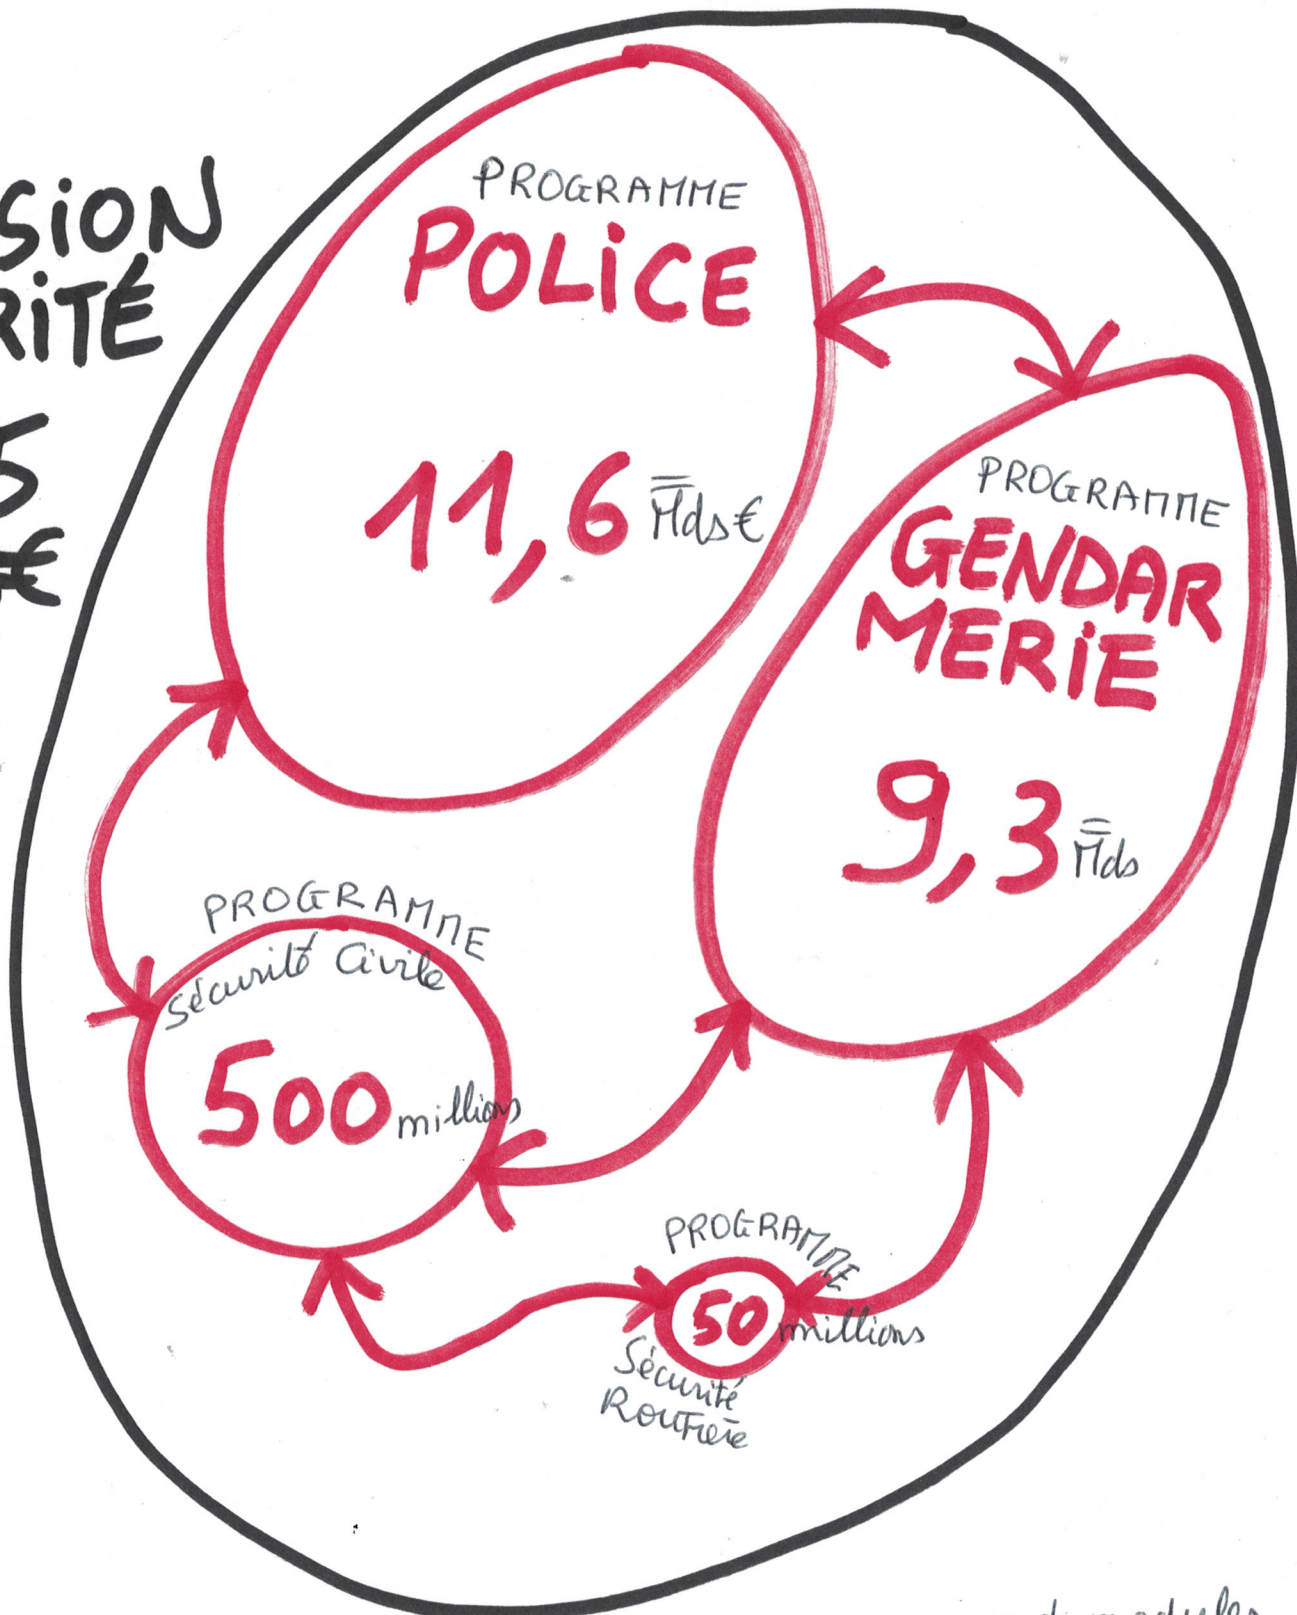 SiON
RiTÉ
5
€
PROGRAMME
POLiCE
11,6 Mds €
PROGRAMME
GENDAR
MERiE
9,3 Mds
PROGRAMME
Sécurité Civile
500 millions
PROGRAMME
50 millions
Sécurité
Routière